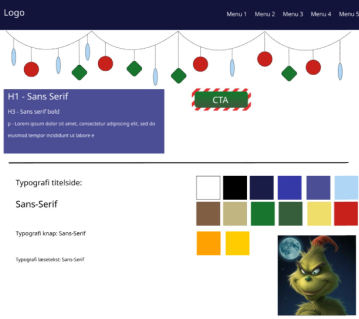 Logo
Menu 1 Menu 2 Menu 3 Menu 4 Menu 5
H1 - Sans Serif
H3 - Sans serif bold
p - Lorem ipsum dolor sit amet, consectetur adipiscing elit, sed do
eiusmod tempor incididunt ut labore e
CTA
Typografi titelside:
Sans-Serif
Typografi knap: Sans-Serif
Typografi læsetekst: Sans-Serif